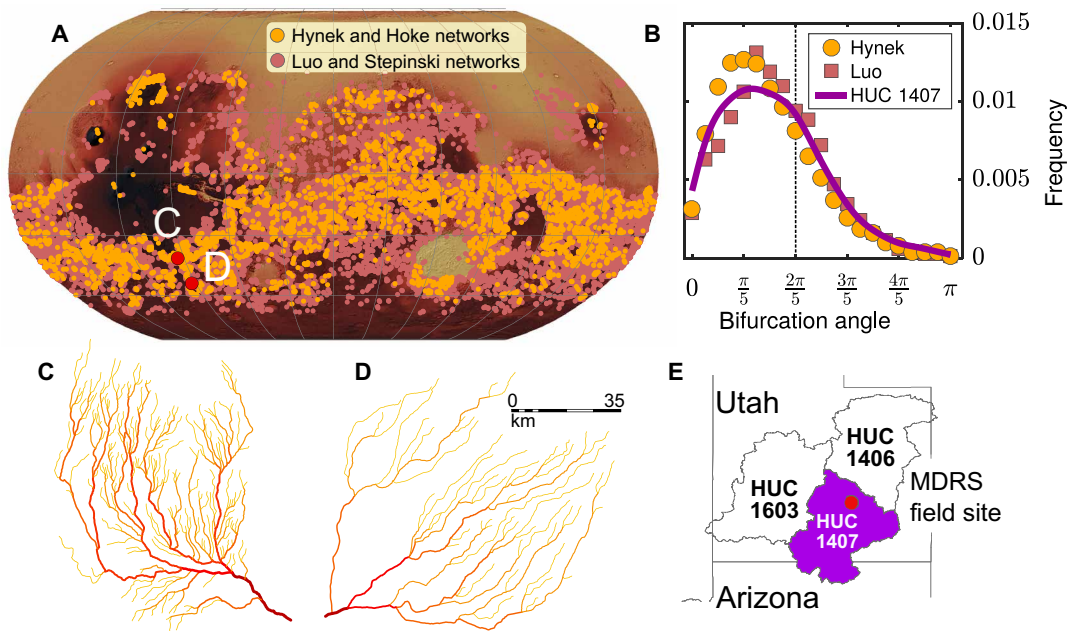 A
Hynek and Hoke networks
Luo and Stepinski networks
C
D
B
Hynek
Luo
HUC 1407
0.015
0.01
0.005
0
Frequency
0
π/5
2π/5
3π/5
4π/5
π
Bifurcation angle
C
D
0 35
km
E
Utah
HUC
1406
HUC
1603
HUC
1407
MDRS
field site
Arizona